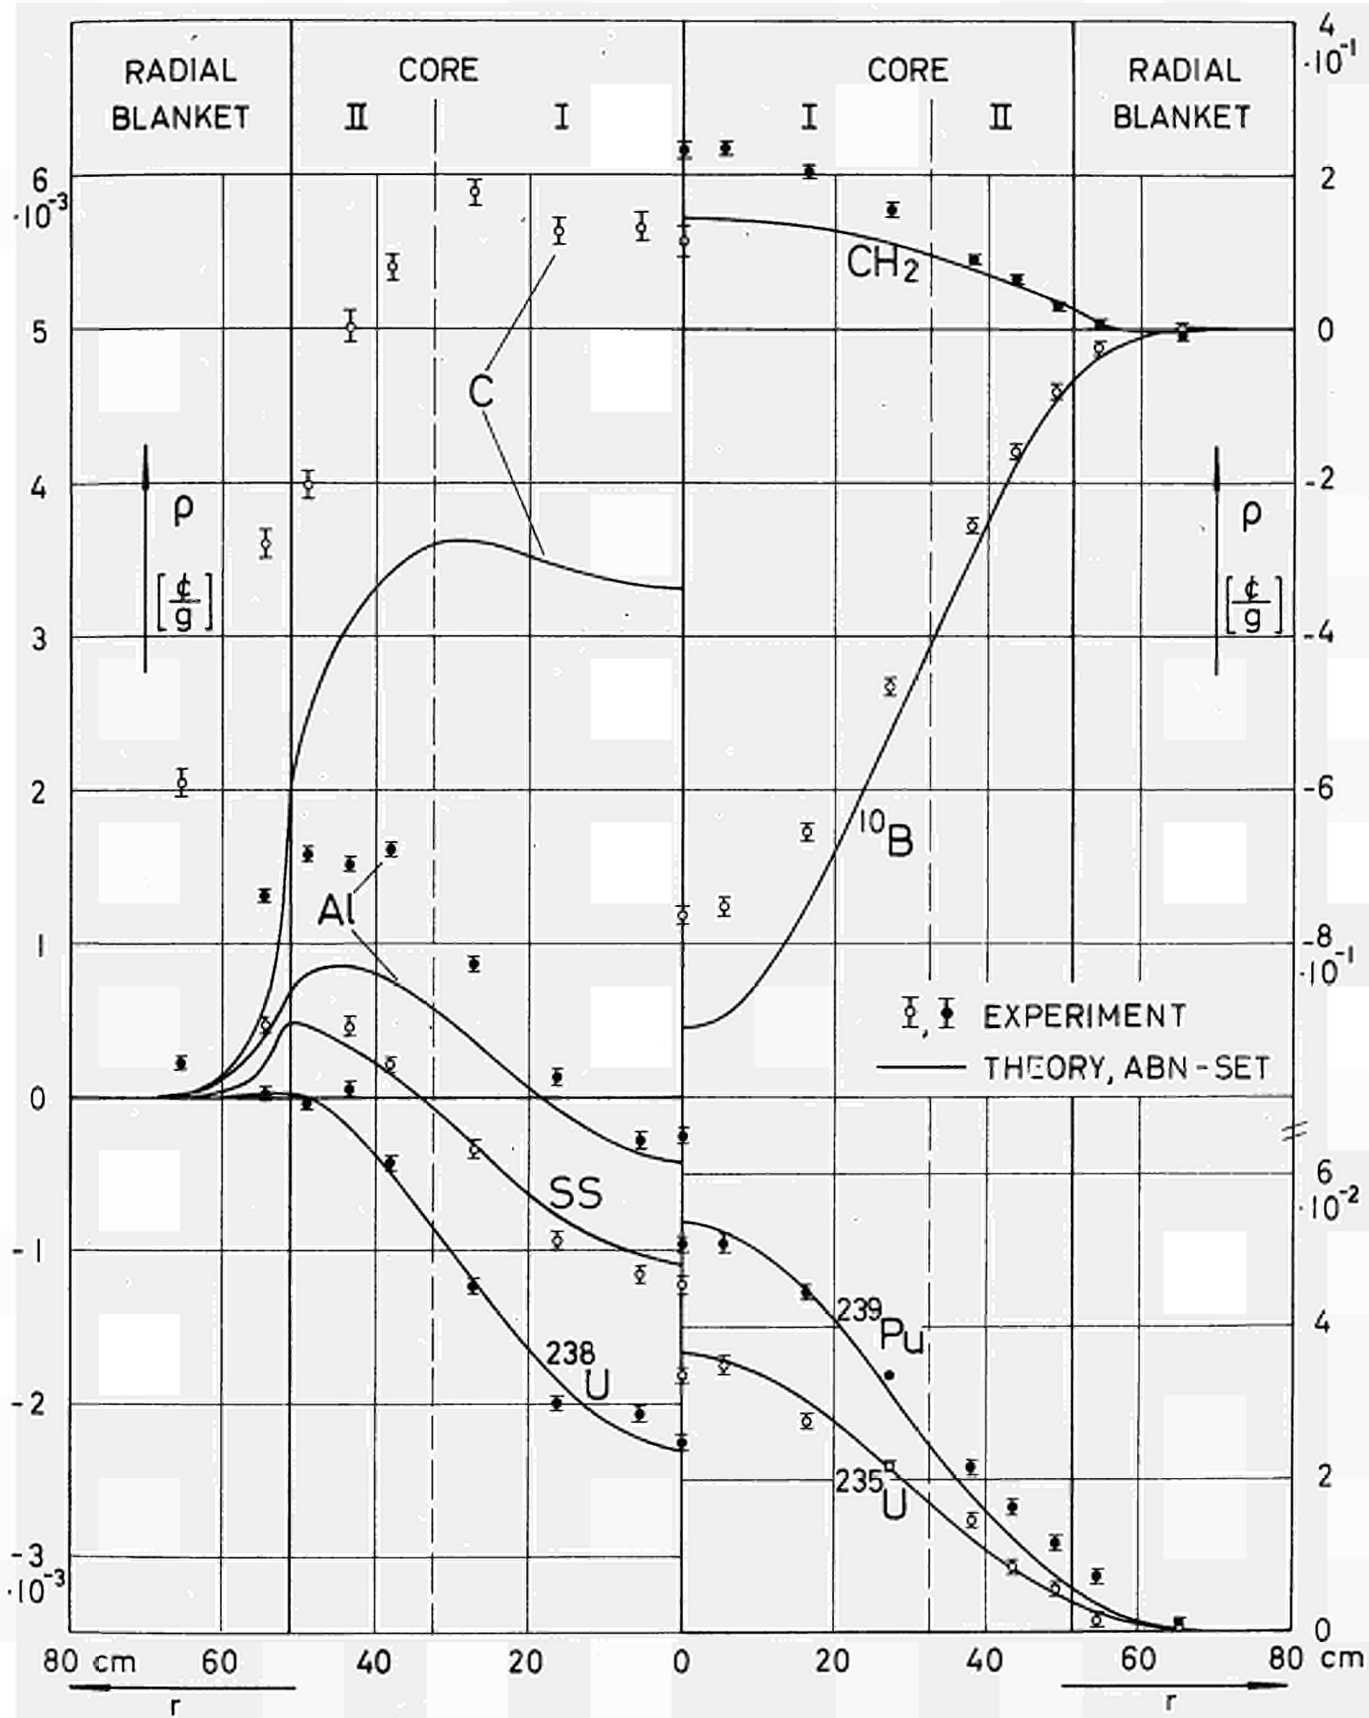 RADIAL CORE CORE RADIAL
BLANKET II I I II BLANKET
4
·10⁻¹
6 2
·10⁻³
CH₂
5 0
C
4 -2
ρ ρ
[¢/g] [¢/g]
3 -4
2 -6
¹⁰B
Al
1 -8
·10⁻¹
EXPERIMENT
THEORY, ABN-SET
0
6
·10⁻²
SS
-1
²³⁹Pu 4
²³⁸U
-2
2
²³⁵U
-3
·10⁻³
0
80 cm 60 40 20 0 20 40 60 80 cm
r r